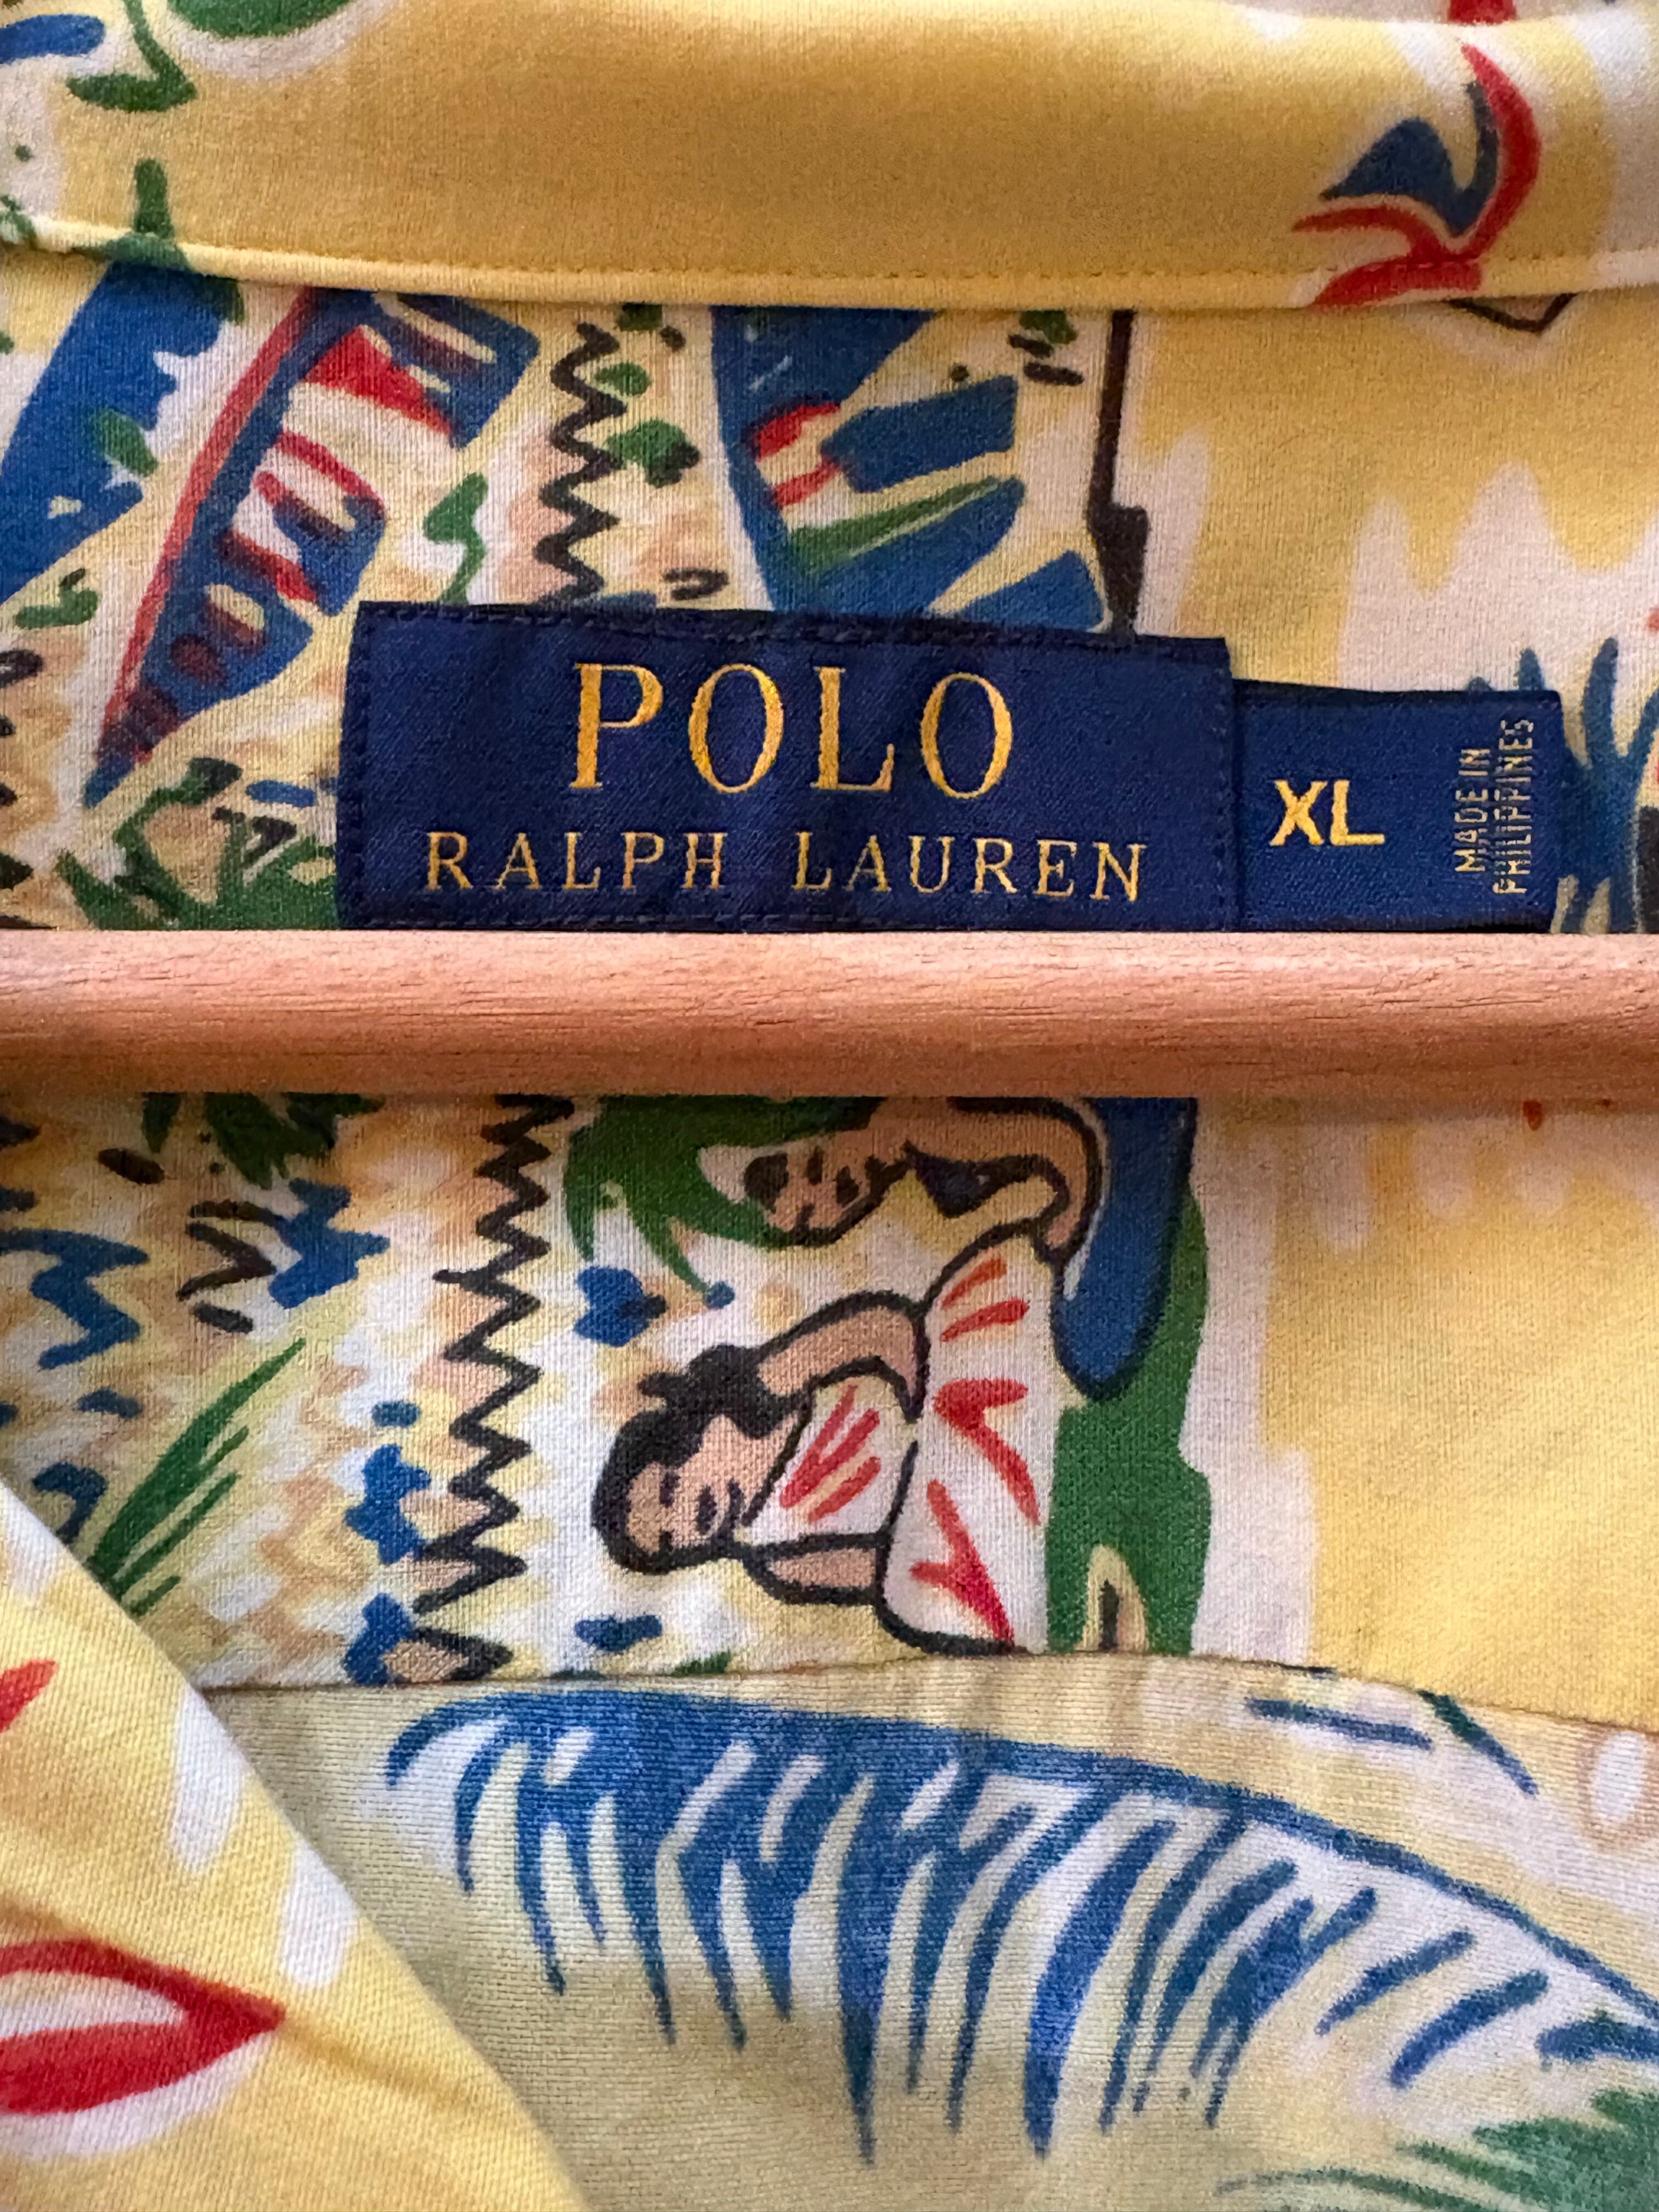 POLO
RALPH LAUREN
XL
MADE IN
PHILIPPINES